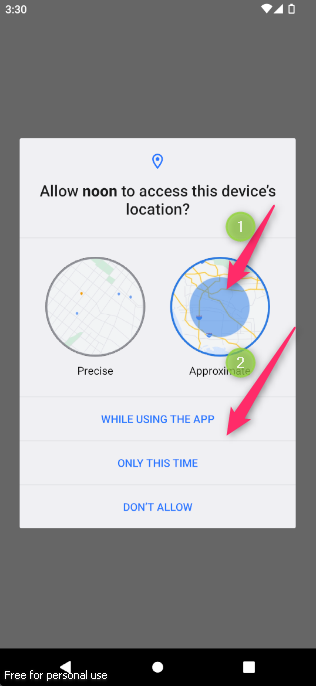 3:30
Allow noon to access this device's
location?
1
Precise
Approximate
2
WHILE USING THE APP
ONLY THIS TIME
DON'T ALLOW
Free for personal use